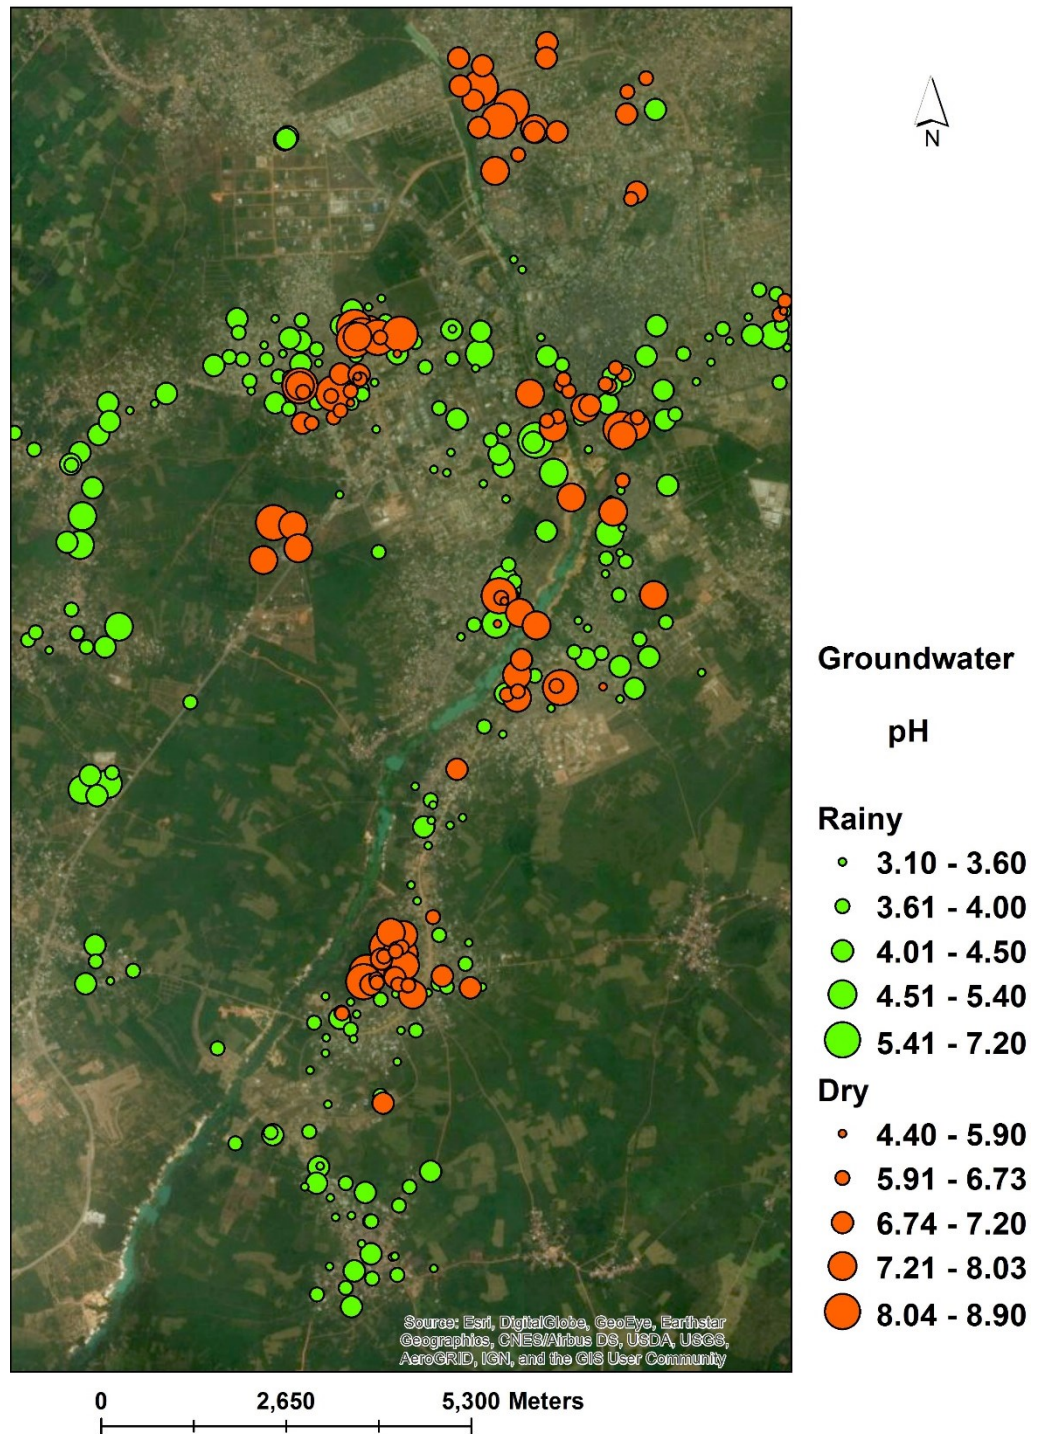 N
Groundwater
pH
Rainy
3.10 - 3.60
3.61 - 4.00
4.01 - 4.50
4.51 - 5.40
5.41 - 7.20
Dry
4.40 - 5.90
5.91 - 6.73
6.74 - 7.20
7.21 - 8.03
8.04 - 8.90
Source: Esri, DigitalGlobe, GeoEye, Earthstar
Geographics, CNES/Airbus DS, USDA, USGS,
AeroGRID, IGN, and the GIS User Community
0 2,650 5,300 Meters